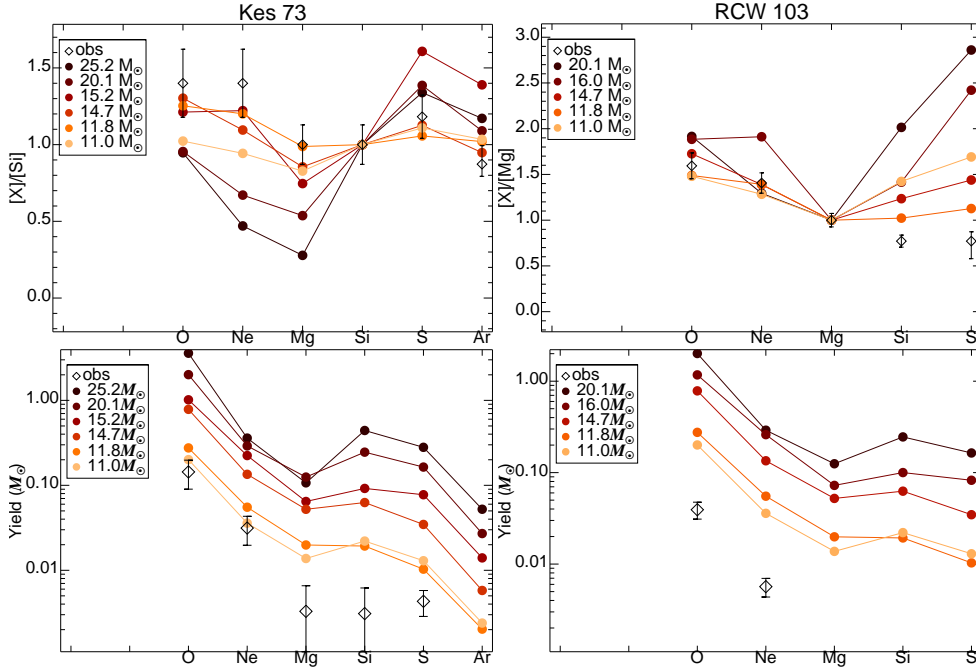 Kes 73
RCW 103
[X]/[Si]
1.5
1.0
0.5
0.0
obs
25.2 M⊙
20.1 M⊙
15.2 M⊙
14.7 M⊙
11.8 M⊙
11.0 M⊙
O Ne Mg Si S Ar
[X]/[Mg]
3.0
2.5
2.0
1.5
1.0
0.5
0.0
obs
20.1 M⊙
16.0 M⊙
14.7 M⊙
11.8 M⊙
11.0 M⊙
O Ne Mg Si S
Yield (M⊙)
1.00
0.10
0.01
obs
25.2M⊙
20.1M⊙
15.2M⊙
14.7M⊙
11.8M⊙
11.0M⊙
O Ne Mg Si S Ar
Yield (M⊙)
1.00
0.10
0.01
obs
20.1M⊙
16.0M⊙
14.7M⊙
11.8M⊙
11.0M⊙
O Ne Mg Si S